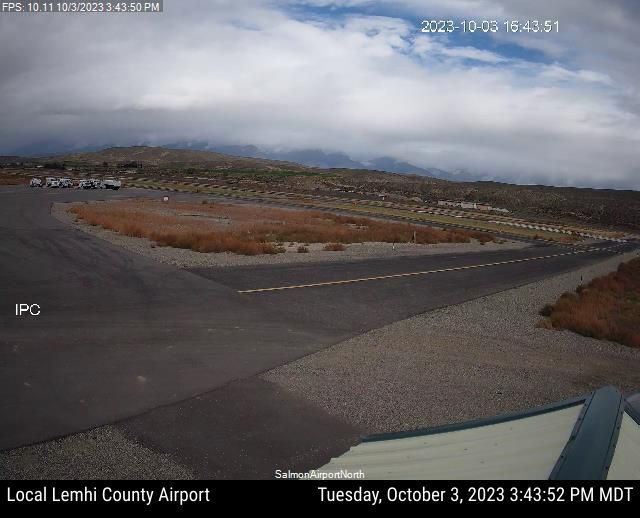 FPS: 10.11 10/3/2023 3:43:50 PM
2023-10-03 15:43:51
IPC
SalmonAirportNorth
Local Lemhi County Airport
Tuesday, October 3, 2023 3:43:52 PM MDT